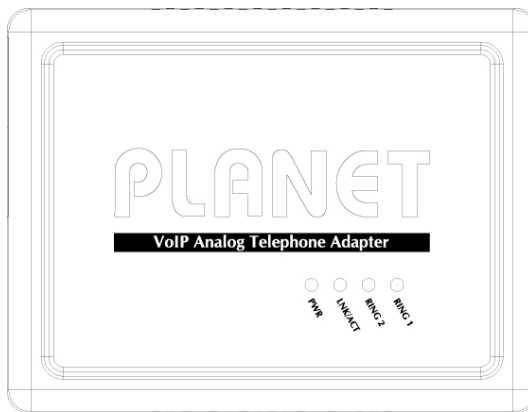 PLANET
VoIP Analog Telephone Adapter
PWR
LNK/ACT
RING 2
RING 1